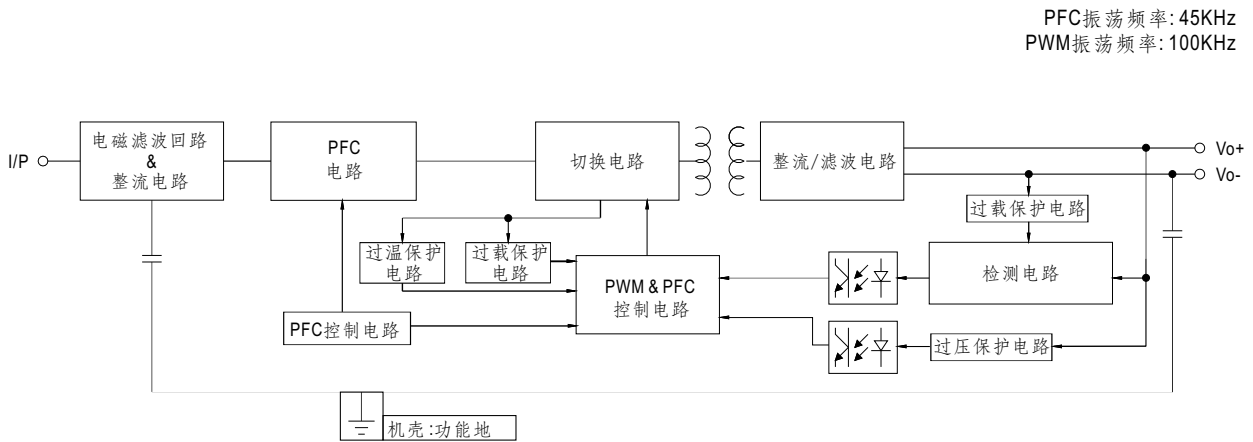 PFC振荡频率:45KHz
PWM振荡频率:100KHz
I/P
电磁滤波回路
&
整流电路
PFC
电路
切换电路
整流/滤波电路
Vo+
Vo-
过载保护电路
过温保护
电路
过载保护
电路
PWM & PFC
控制电路
检测电路
PFC控制电路
过压保护电路
机壳:功能地